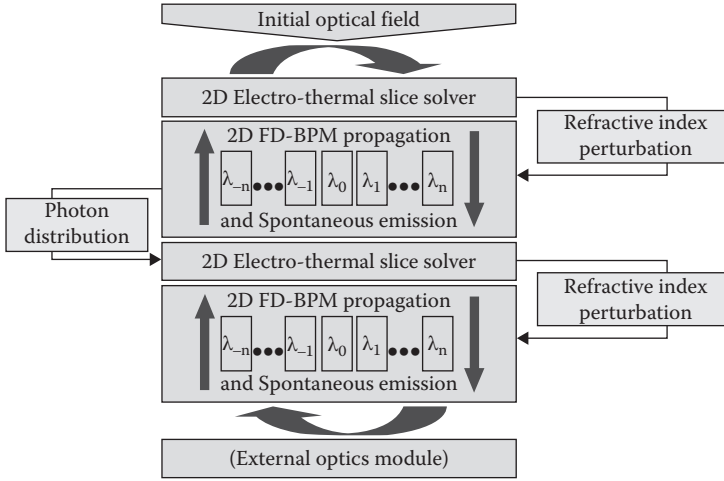 Initial optical field
2D Electro-thermal slice solver
2D FD-BPM propagation
Refractive index
perturbation
λ₋ₙ ●●● λ₋₁ λ₀ λ₁ ●●● λₙ
and Spontaneous emission
Photon
distribution
2D Electro-thermal slice solver
2D FD-BPM propagation
Refractive index
perturbation
λ₋ₙ ●●● λ₋₁ λ₀ λ₁ ●●● λₙ
and Spontaneous emission
(External optics module)